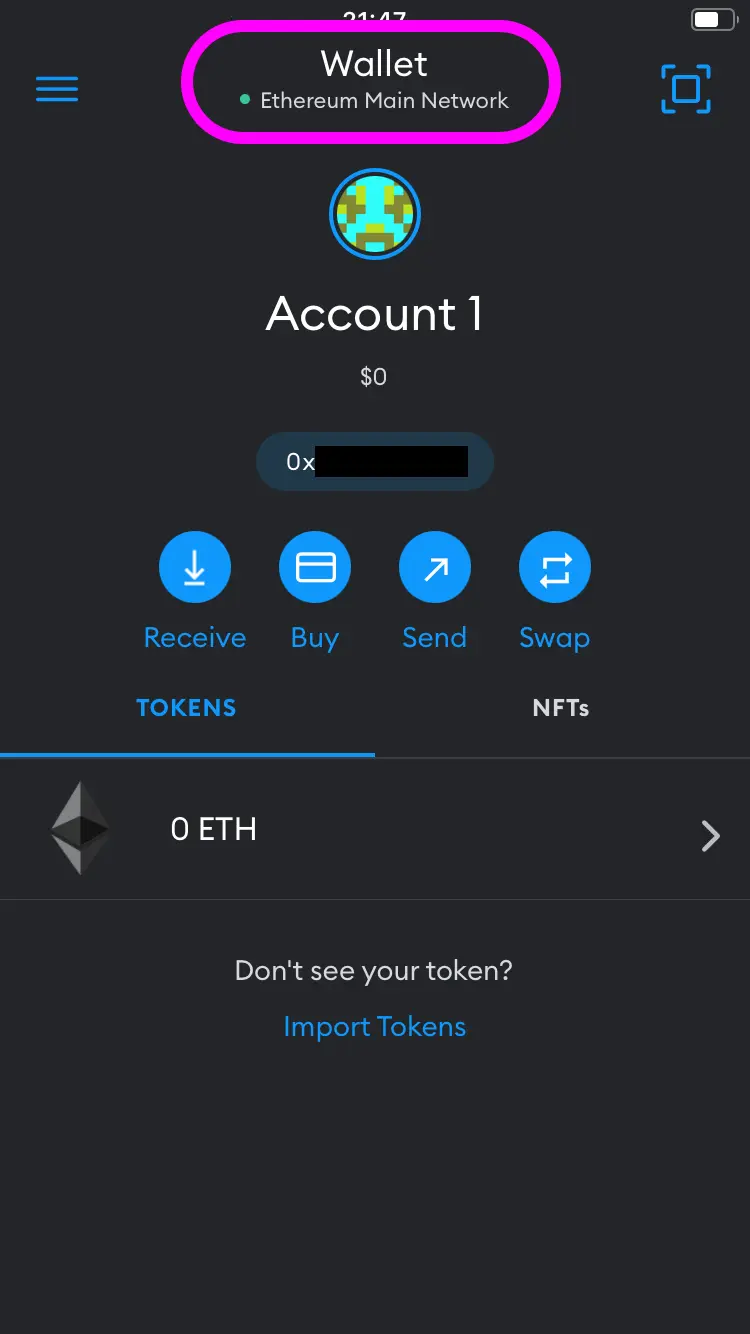 21:47
Wallet
Ethereum Main Network
Account 1
$0
0x
Receive Buy Send Swap
TOKENS NFTs
0 ETH
Don't see your token?
Import Tokens